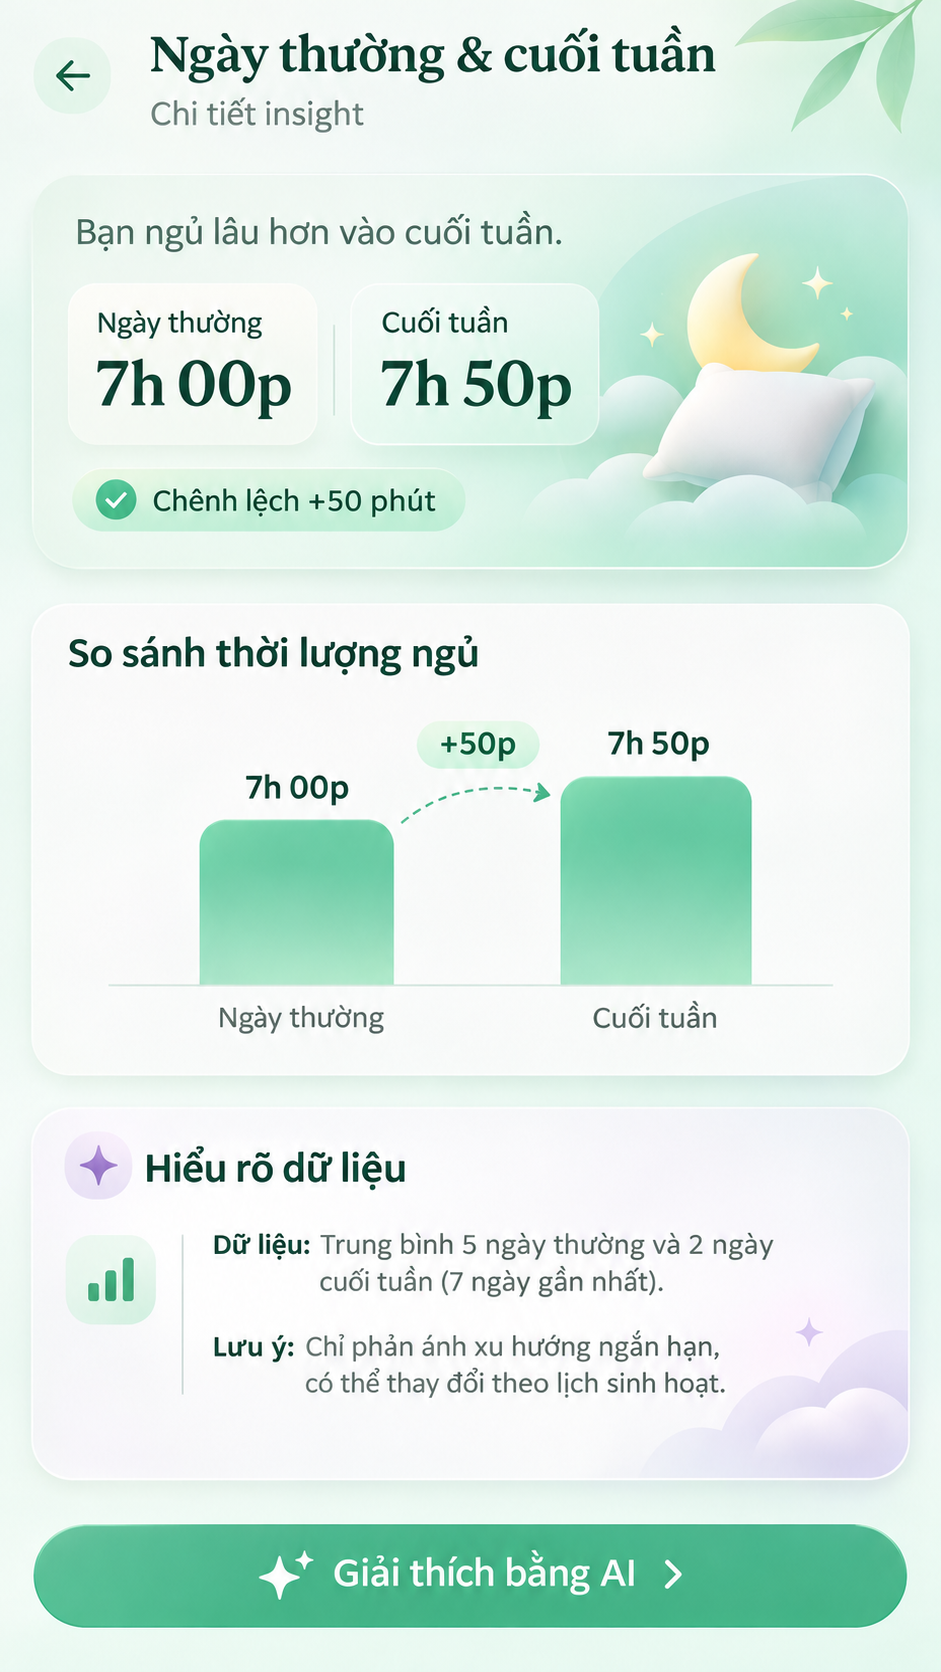 Ngày thường & cuối tuần
Chi tiết insight
Bạn ngủ lâu hơn vào cuối tuần.
Ngày thường
7h 00p
Cuối tuần
7h 50p
Chênh lệch +50 phút
So sánh thời lượng ngủ
7h 00p
+50p
7h 50p
Ngày thường
Cuối tuần
Hiểu rõ dữ liệu
Dữ liệu: Trung bình 5 ngày thường và 2 ngày
cuối tuần (7 ngày gần nhất).
Lưu ý: Chỉ phản ánh xu hướng ngắn hạn,
có thể thay đổi theo lịch sinh hoạt.
Giải thích bằng AI